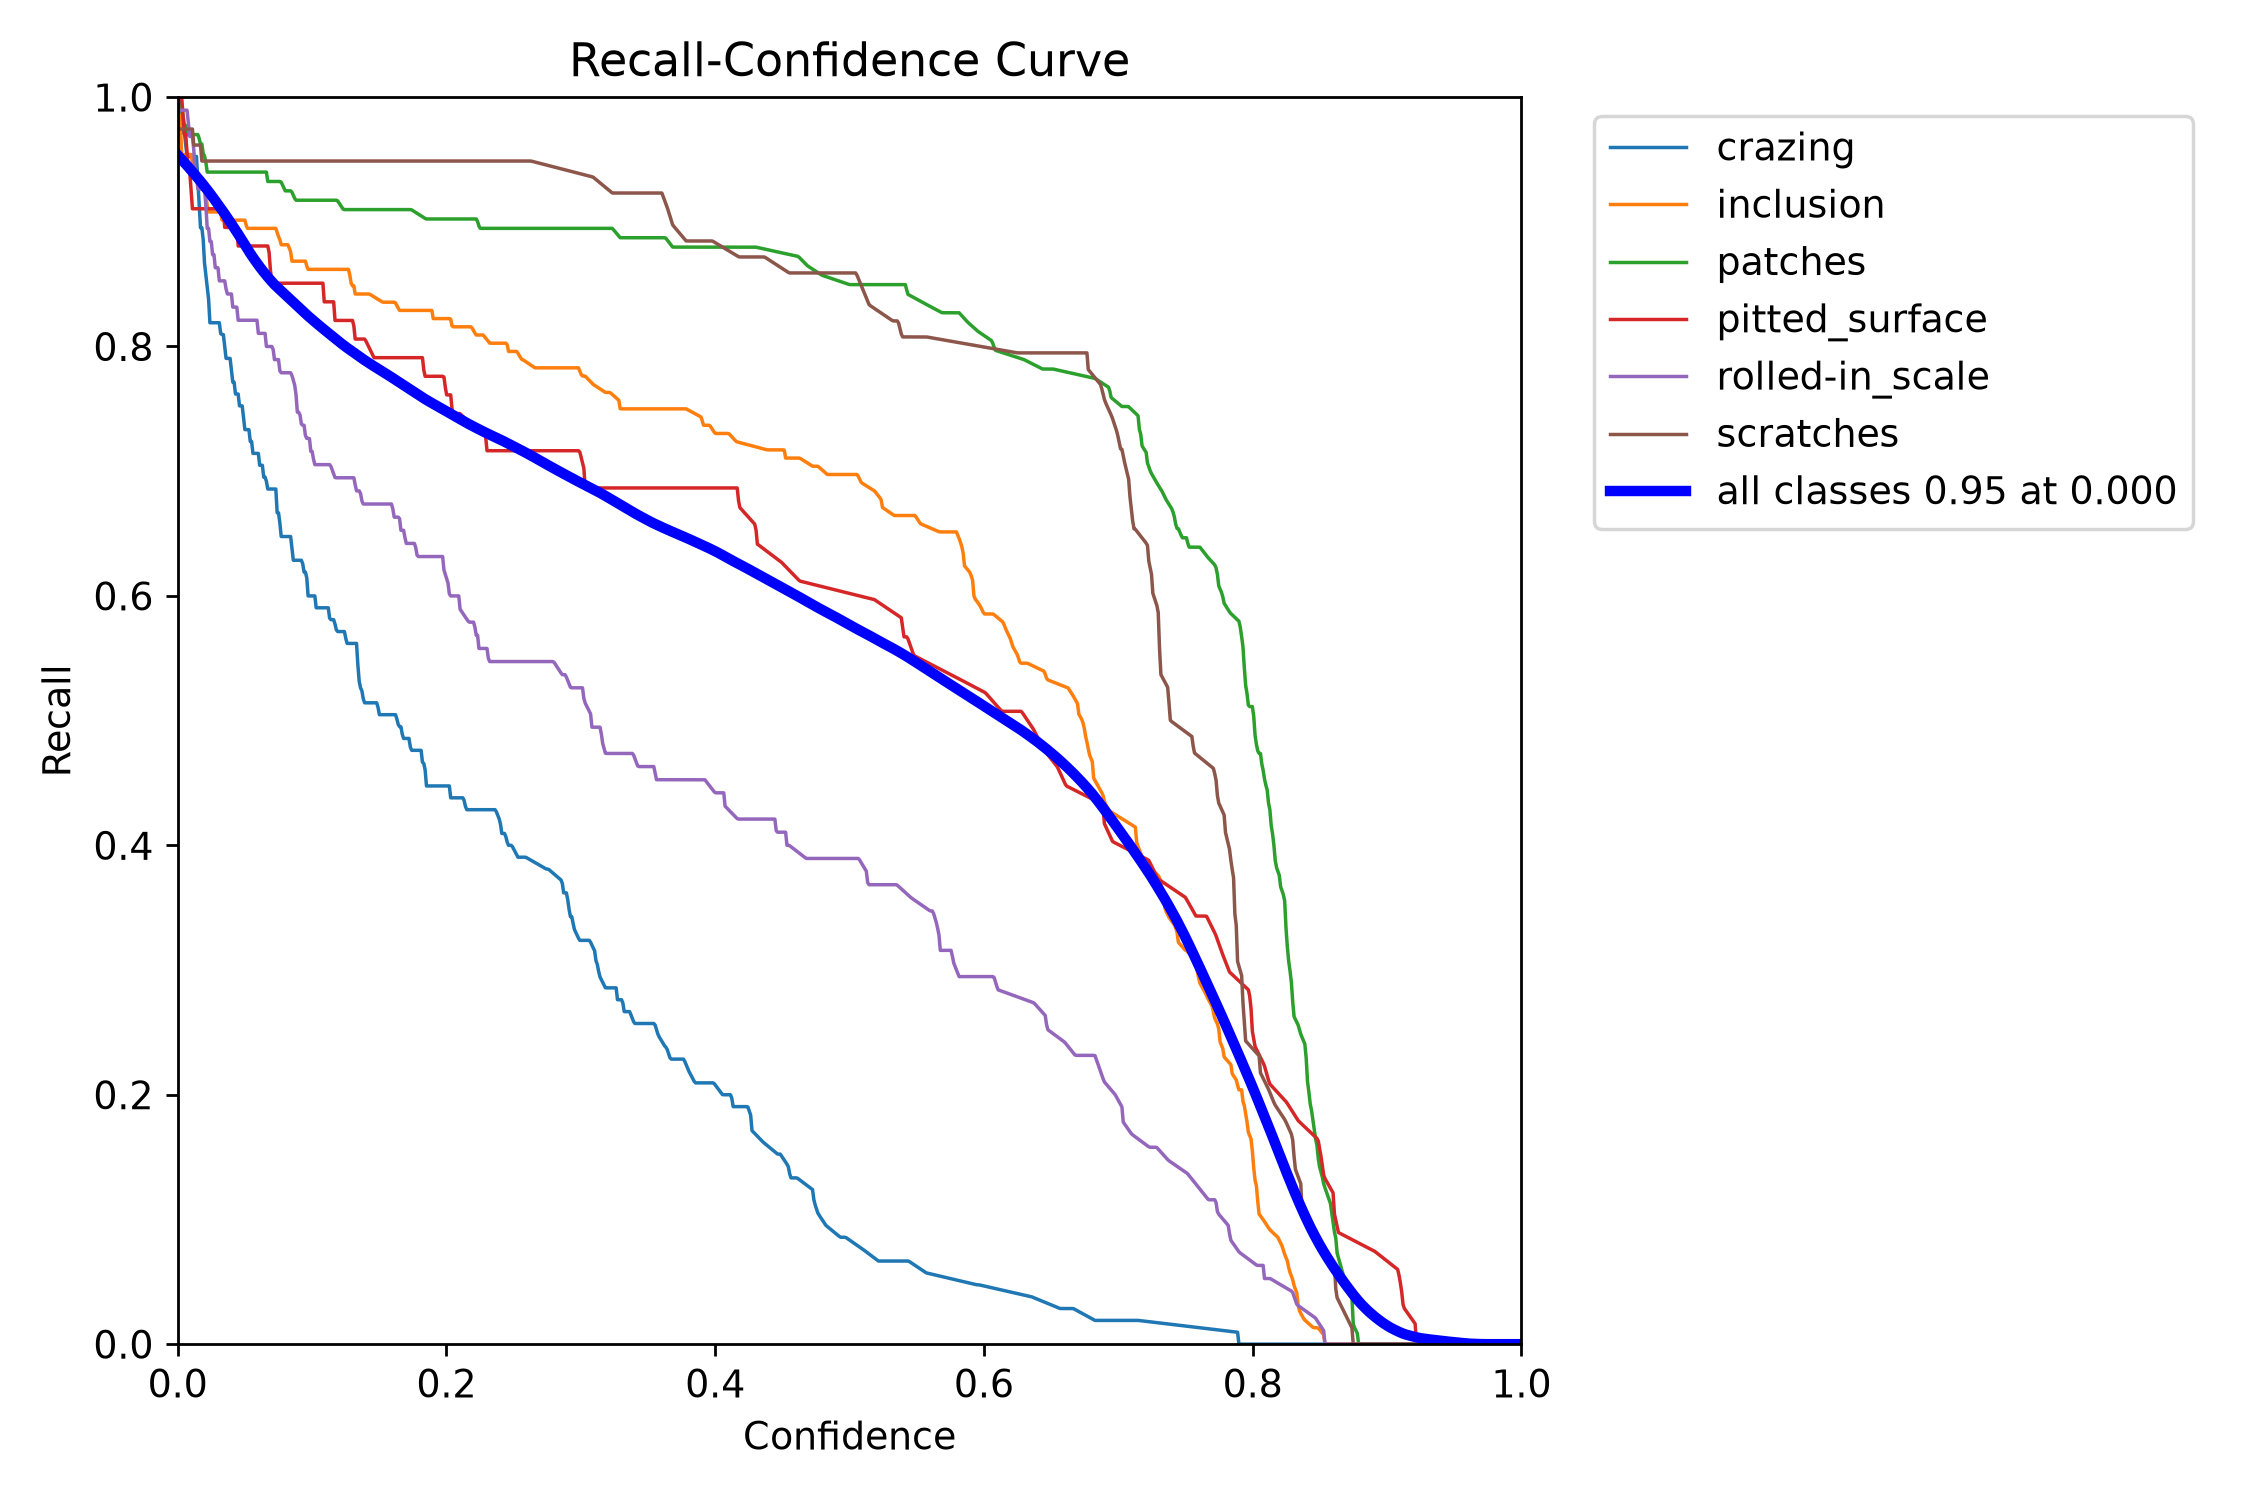 Recall-Confidence Curve
1.0
0.8
0.6
0.4
0.2
0.0
Recall
0.0 0.2 0.4 0.6 0.8 1.0
Confidence
crazing
inclusion
patches
pitted_surface
rolled-in_scale
scratches
all classes 0.95 at 0.000